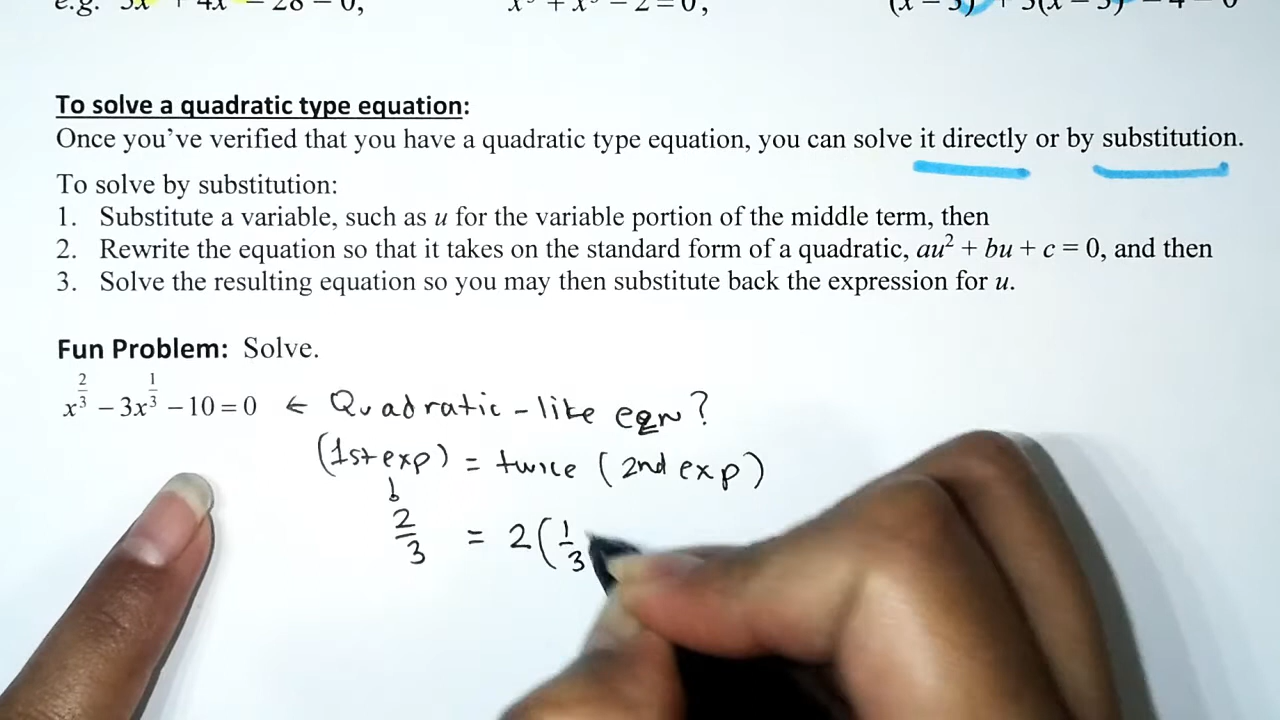 e.g.
To solve a quadratic type equation:
Once you've verified that you have a quadratic type equation, you can solve it directly or by substitution.
To solve by substitution:
1. Substitute a variable, such as u for the variable portion of the middle term, then
2. Rewrite the equation so that it takes on the standard form of a quadratic, au² + bu + c = 0, and then
3. Solve the resulting equation so you may then substitute back the expression for u.
Fun Problem: Solve.
x^(2/3) − 3x^(1/3) − 10 = 0 ← Quadratic-like eqn?
(1st exp) = twice (2nd exp)
2/3 = 2(1/3